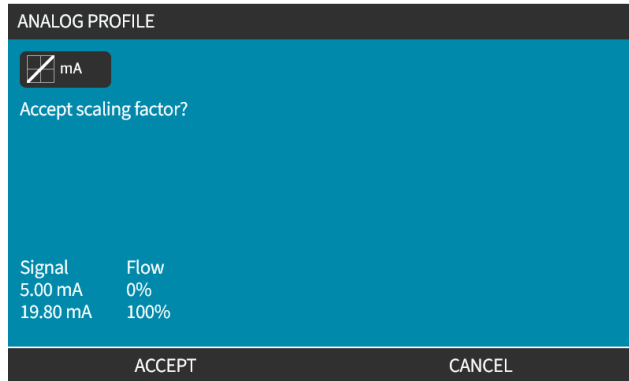 ANALOG PROFILE
mA
Accept scaling factor?
Signal Flow
5.00 mA 0%
19.80 mA 100%
ACCEPT CANCEL